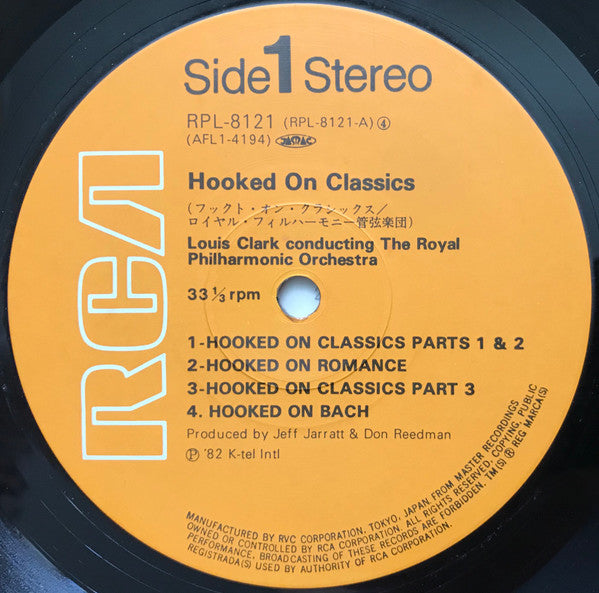 Side 1 Stereo
RPL-8121 (RPL-8121-A) ④
(AFL1-4194) JASRAC
Hooked On Classics
(フックト・オン・クラシックス/
ロイヤル・フィルハーモニー管弦楽団)
Louis Clark conducting The Royal
Philharmonic Orchestra
33 1/3 rpm
1-HOOKED ON CLASSICS PARTS 1 & 2
2-HOOKED ON ROMANCE
3-HOOKED ON CLASSICS PART 3
4. HOOKED ON BACH
Produced by Jeff Jarratt & Don Reedman
Ⓟ '82 K-tel Intl
RCA
MANUFACTURED BY RVC CORPORATION, TOKYO, JAPAN. FROM MASTER RECORDINGS
OWNED OR CONTROLLED BY RCA CORPORATION. ALL RIGHTS RESERVED, COPYING, PUBLIC
PERFORMANCE, BROADCASTING OF THESE RECORDS ARE FORBIDDEN. TM(S) ® REG MARCA(S)
REGISTRADA(S) USED BY AUTHORITY OF RCA CORPORATION.